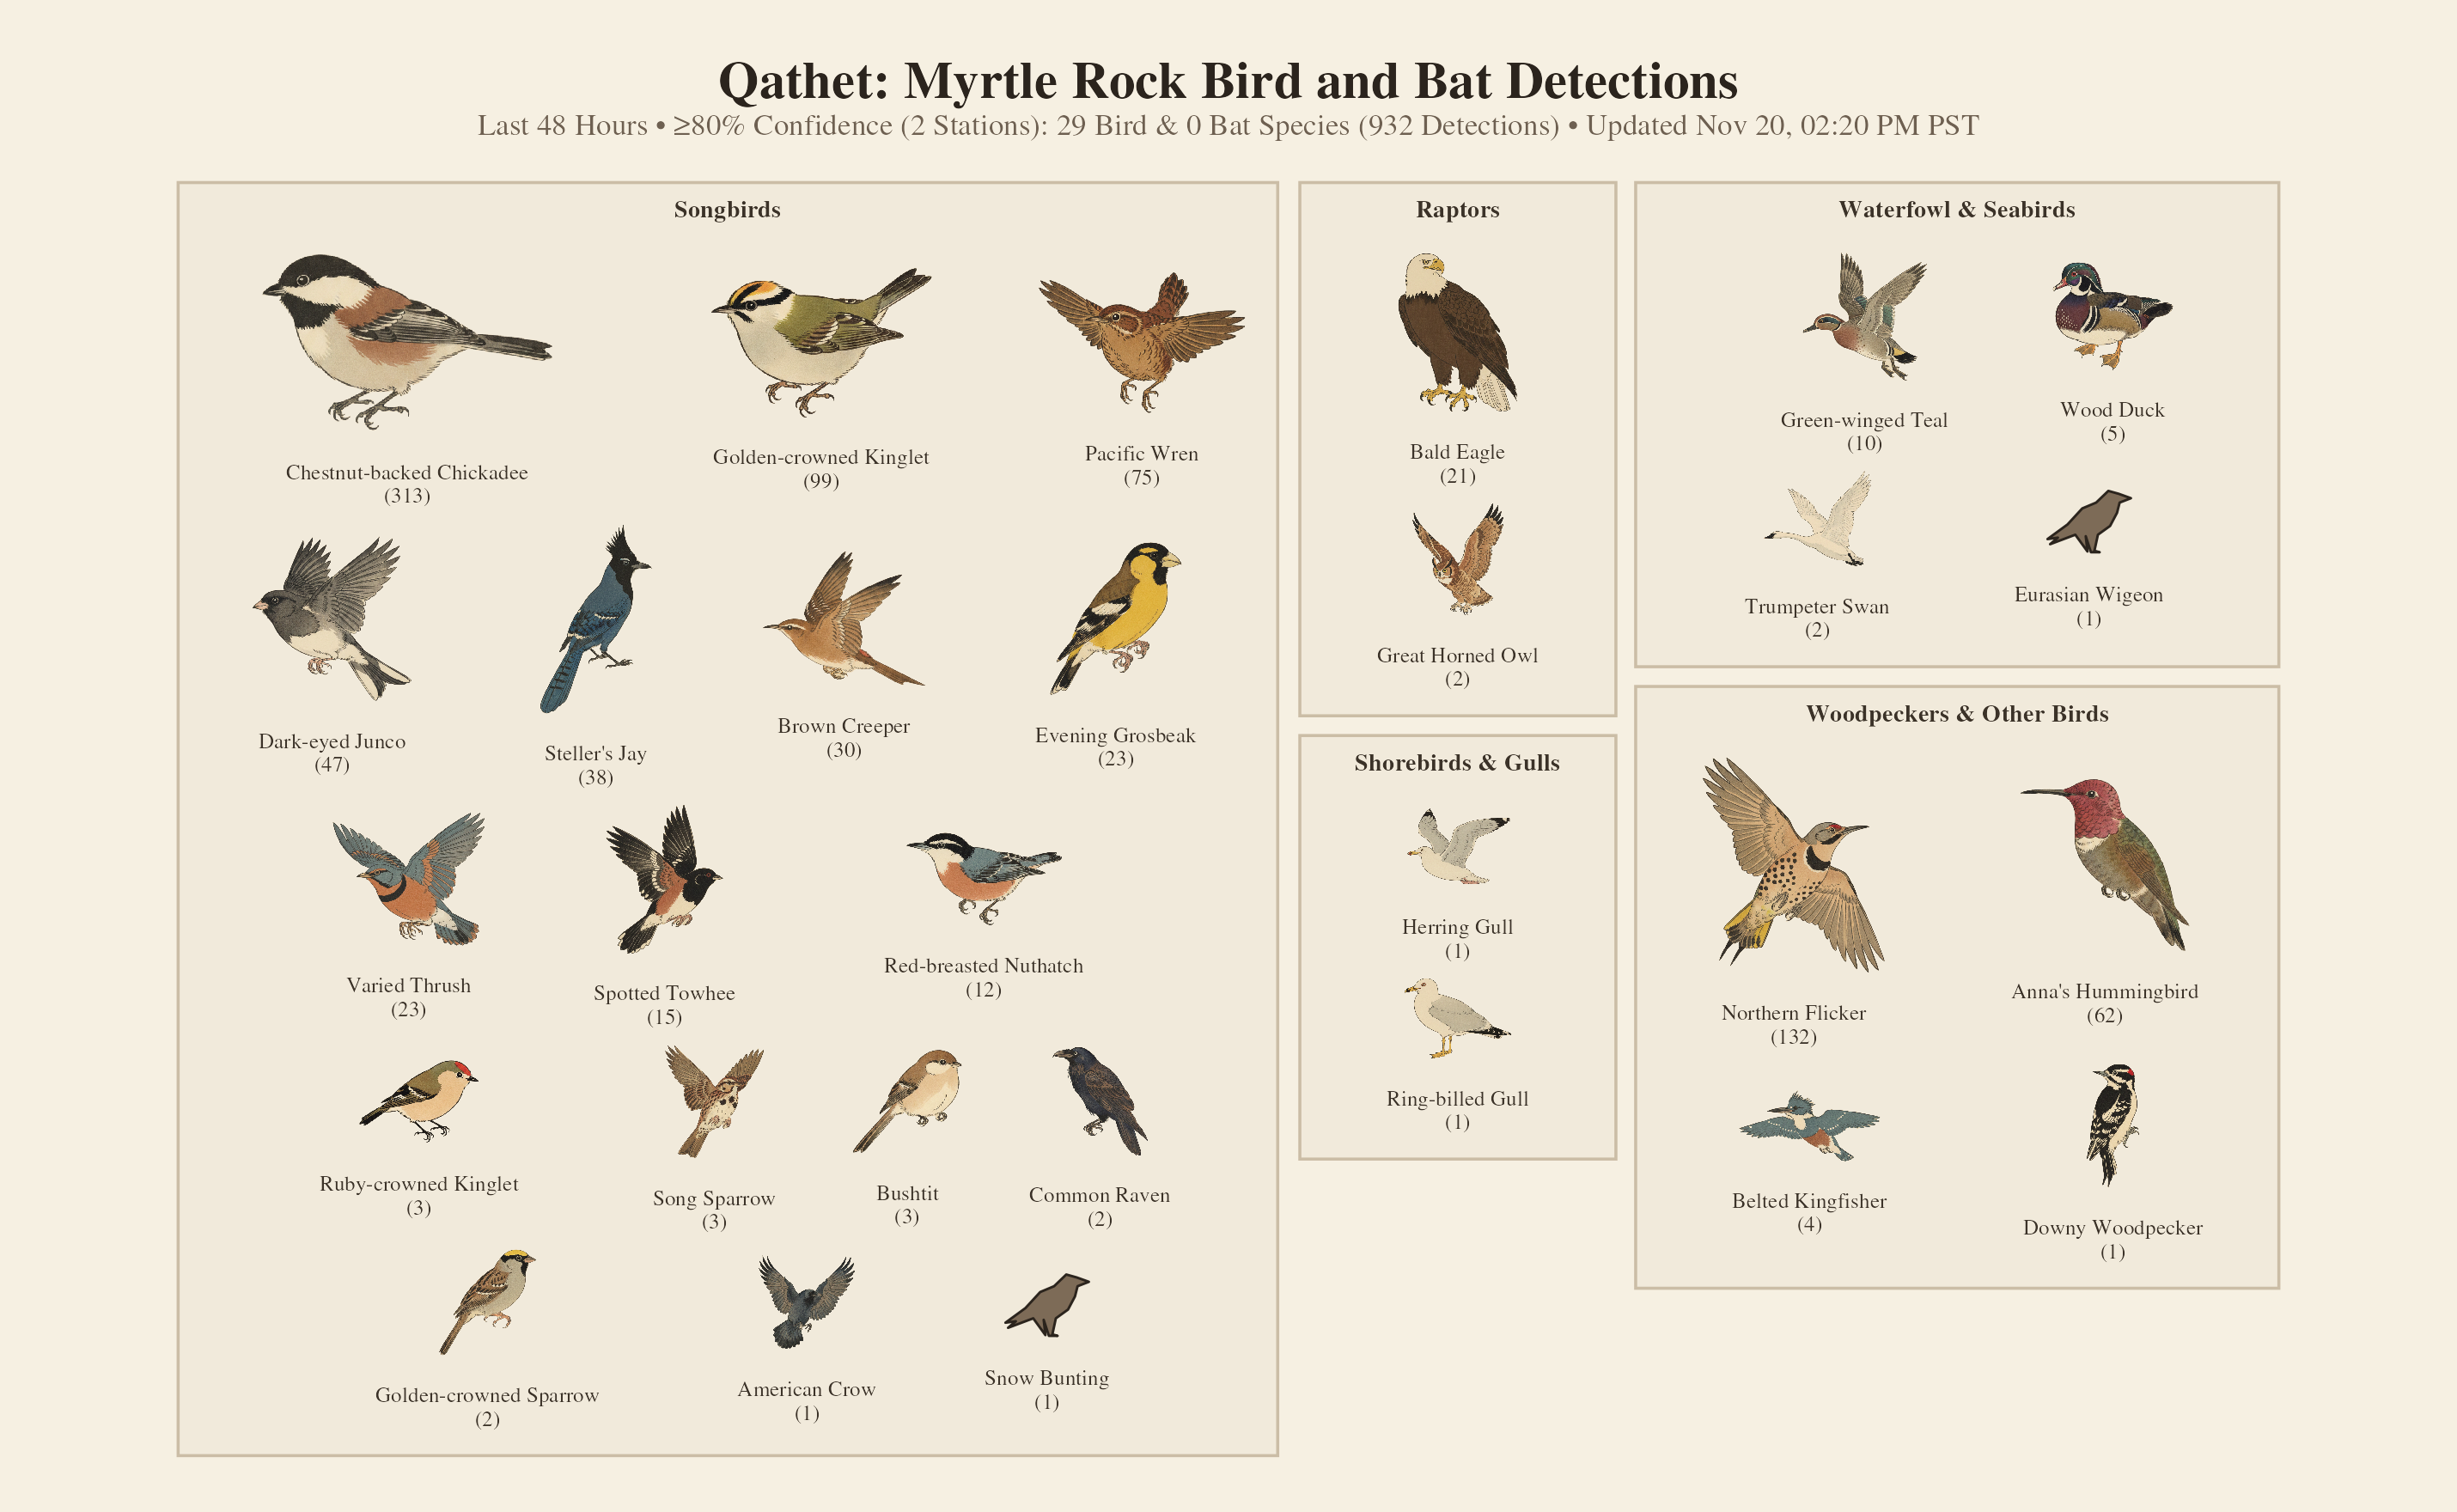 Qathet: Myrtle Rock Bird and Bat Detections
Last 48 Hours • ≥80% Confidence (2 Stations): 29 Bird & 0 Bat Species (932 Detections) • Updated Nov 20, 02:20 PM PST
Songbirds
Chestnut-backed Chickadee
(313)
Golden-crowned Kinglet
(99)
Pacific Wren
(75)
Dark-eyed Junco
(47)
Steller's Jay
(38)
Brown Creeper
(30)
Evening Grosbeak
(23)
Varied Thrush
(23)
Spotted Towhee
(15)
Red-breasted Nuthatch
(12)
Ruby-crowned Kinglet
(3)
Song Sparrow
(3)
Bushtit
(3)
Common Raven
(2)
Golden-crowned Sparrow
(2)
American Crow
(1)
Snow Bunting
(1)
Raptors
Bald Eagle
(21)
Great Horned Owl
(2)
Shorebirds & Gulls
Herring Gull
(1)
Ring-billed Gull
(1)
Waterfowl & Seabirds
Green-winged Teal
(10)
Wood Duck
(5)
Trumpeter Swan
(2)
Eurasian Wigeon
(1)
Woodpeckers & Other Birds
Northern Flicker
(132)
Anna's Hummingbird
(62)
Belted Kingfisher
(4)
Downy Woodpecker
(1)